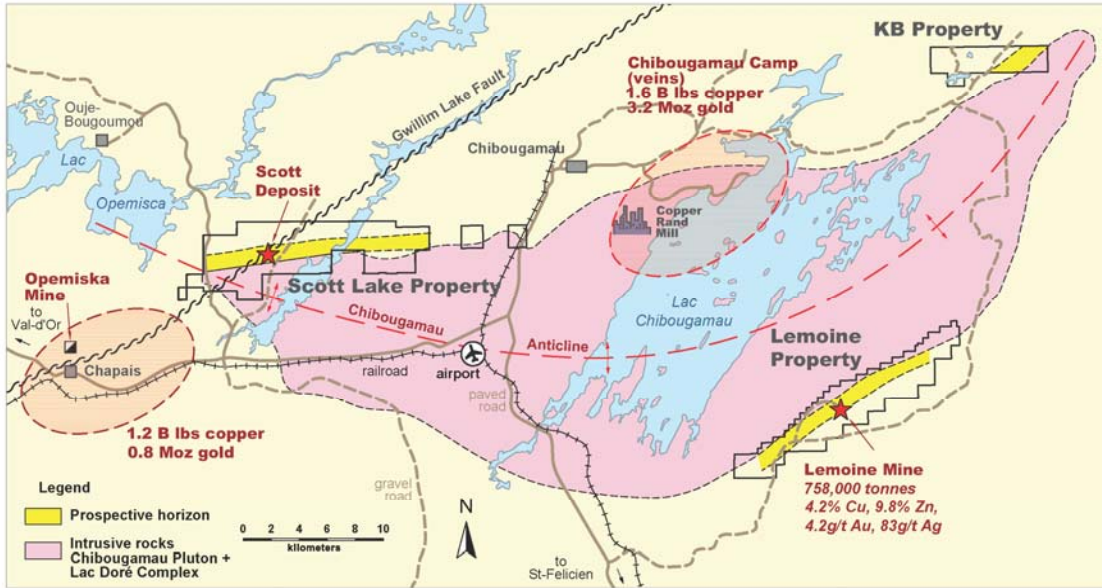 KB Property
Chibougamau Camp
(veins)
1.6 B lbs copper
3.2 Moz gold
Gwillim Lake Fault
Ouje-
Bougoumou
Lac
Opemisca
Chibougamau
Scott
Deposit
Copper
Rand
Mill
Opemiska
Mine
to
Val-d'Or
Scott Lake Property
Lac
Chibougamau
Chibougamau
Anticline
Lemoine
Property
Chapais
railroad
airport
paved
road
1.2 B lbs copper
0.8 Moz gold
gravel
road
Lemoine Mine
758,000 tonnes
4.2% Cu, 9.8% Zn,
4.2g/t Au, 83g/t Ag
Legend
Prospective horizon
Intrusive rocks
Chibougamau Pluton +
Lac Doré Complex
N
0 2 4 6 8 10
kilometers
to
St-Felicien